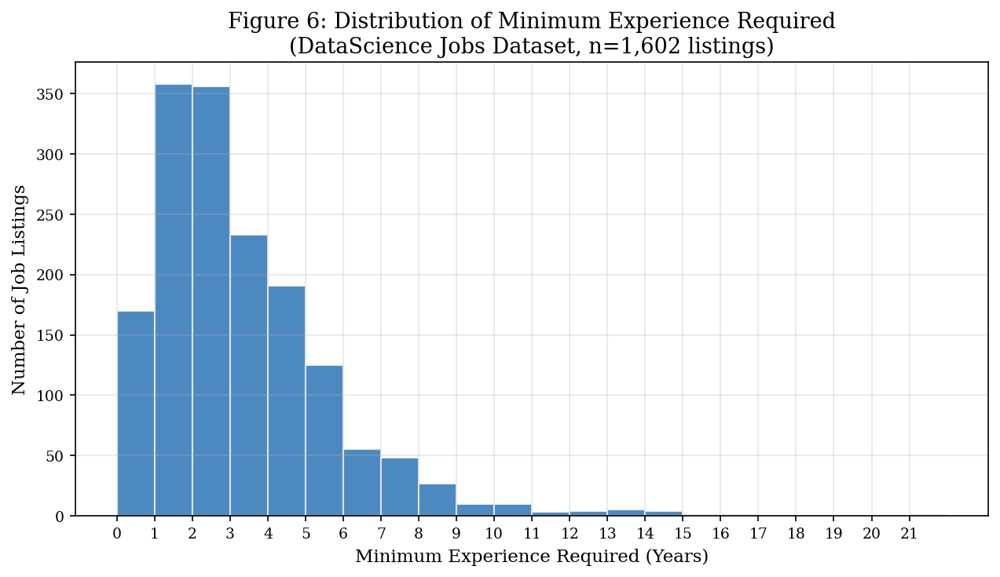 Figure 6: Distribution of Minimum Experience Required
(DataScience Jobs Dataset, n=1,602 listings)
Number of Job Listings
350
300
250
200
150
100
50
0
0 1 2 3 4 5 6 7 8 9 10 11 12 13 14 15 16 17 18 19 20 21
Minimum Experience Required (Years)